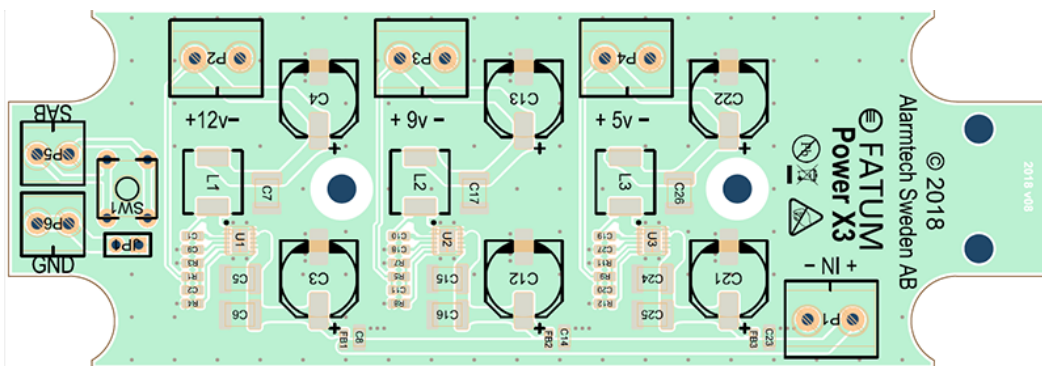 P2
P3
P4
C4
C13
C22
+12v-
+ 9v -
+ 5v -
SAB
P5
SW1
P6
GND
L1
C7
L2
C17
L3
C26
U1
U2
U3
C5
C6
C3
C15
C16
C12
C24
C25
C21
+
+
+
+
+
+
FB1
C8
FB2
C14
FB3
C23
- IN +
P1
Pb
FATUM
Power X3
© 2018
Alarmtech Sweden AB
2018 v08